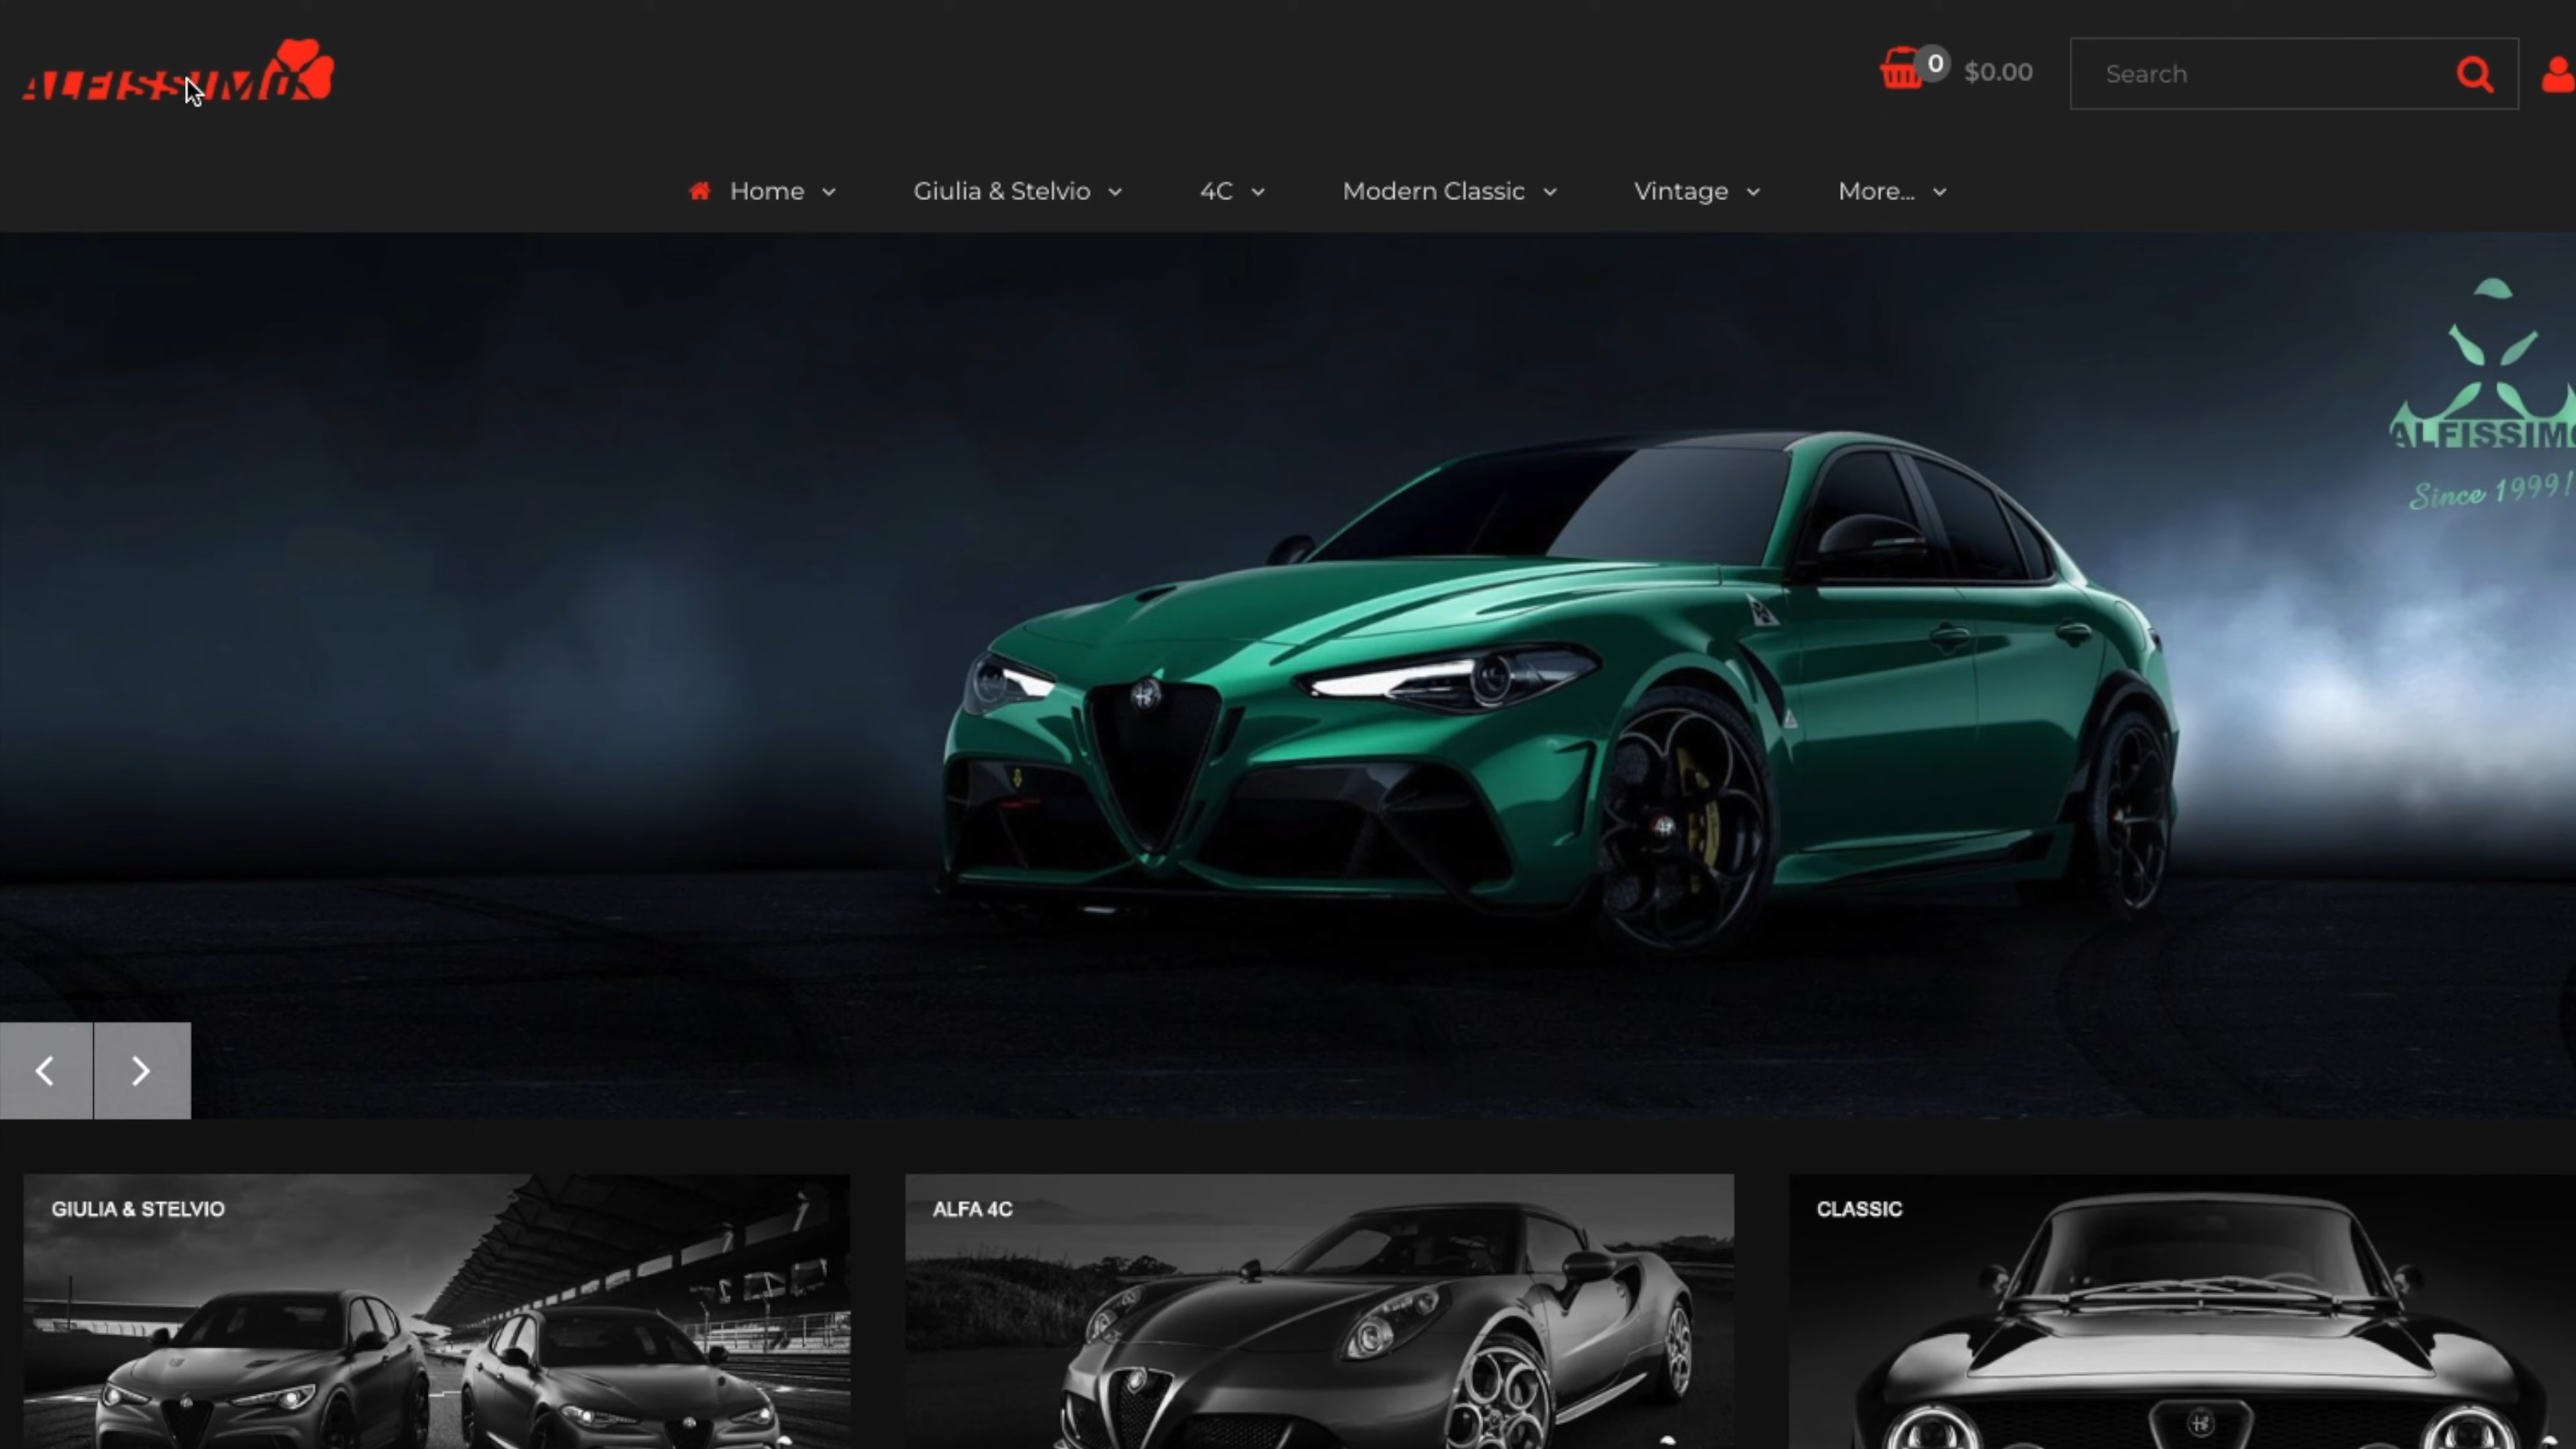 ALFISSIMO
0 $0.00 Search
Home Giulia & Stelvio 4C Modern Classic Vintage More...
ALFISSIMO
Since 1999!
GIULIA & STELVIO
ALFA 4C
CLASSIC